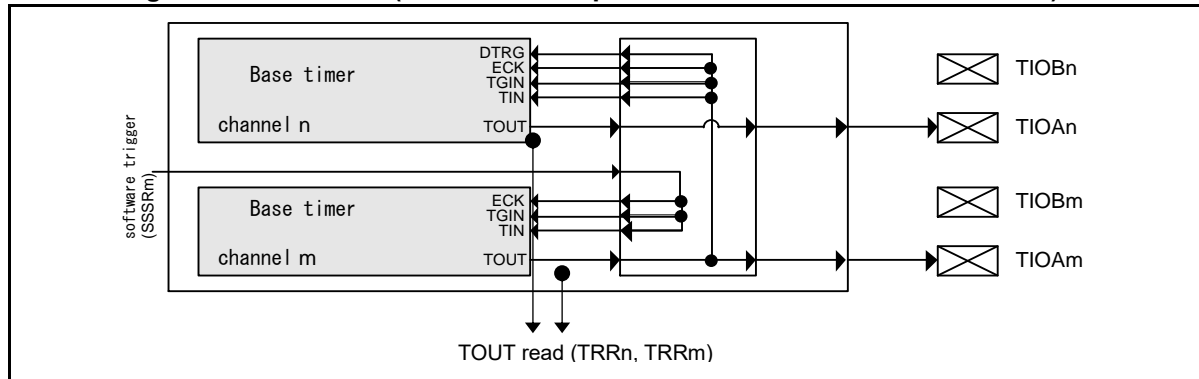 DTRG
ECK
TGIN
TIN
Base timer
channel n
TOUT
TIOBn
TIOAn
software trigger
(SSSRm)
ECK
TGIN
TIN
Base timer
channel m
TOUT
TIOBm
TIOAm
TOUT read (TRRn, TRRm)